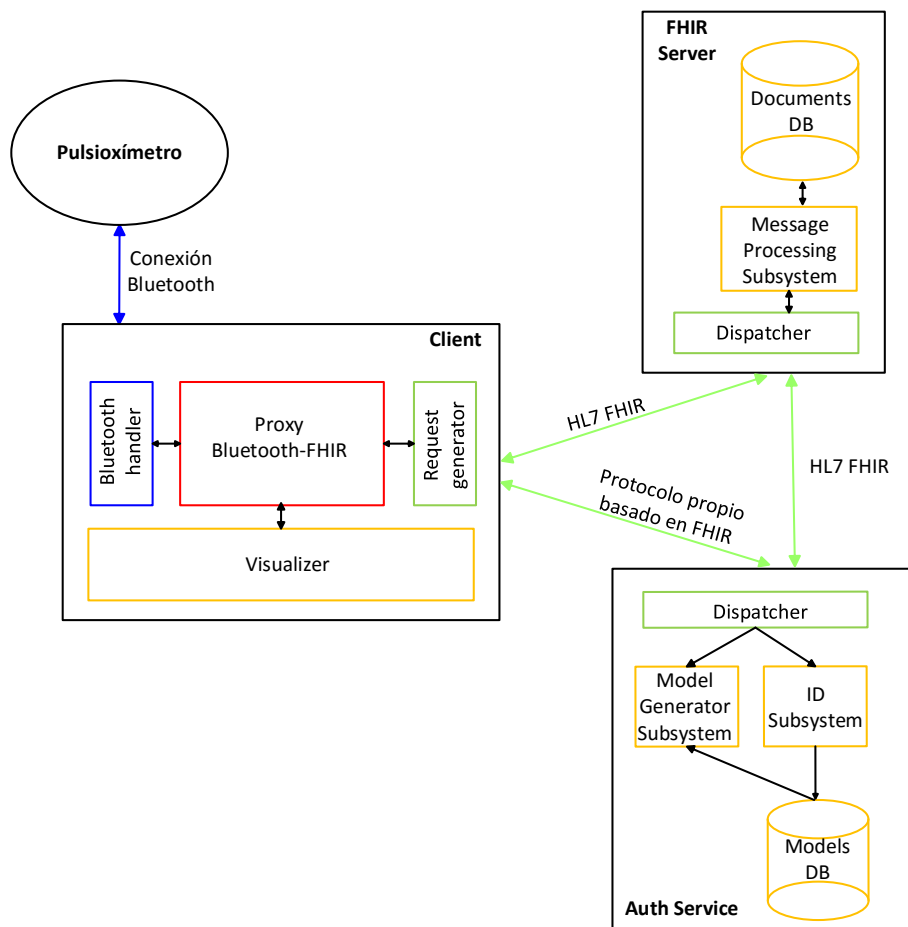 FHIR
Server
Documents
DB
Message
Processing
Subsystem
Dispatcher
Pulsioxímetro
Conexión
Bluetooth
Client
Bluetooth
handler
Proxy
Bluetooth-FHIR
Request
generator
Visualizer
HL7 FHIR
Protocolo propio
basado en FHIR
HL7 FHIR
Dispatcher
Model
Generator
Subsystem
ID
Subsystem
Models
DB
Auth Service